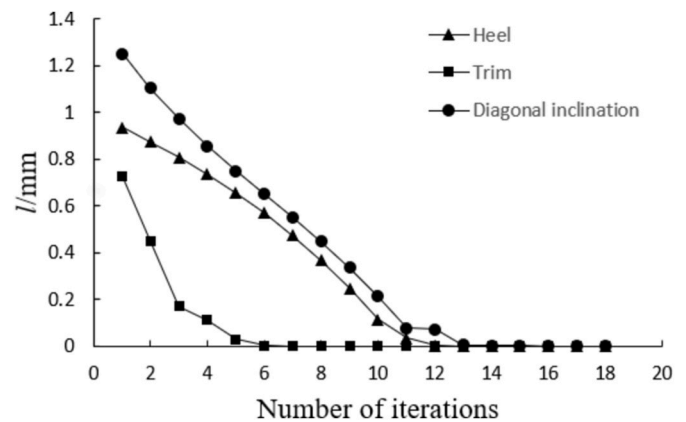 1.4
1.2
1
0.8
0.6
0.4
0.2
0
l/mm
Heel
Trim
Diagonal inclination
0 2 4 6 8 10 12 14 16 18 20
Number of iterations